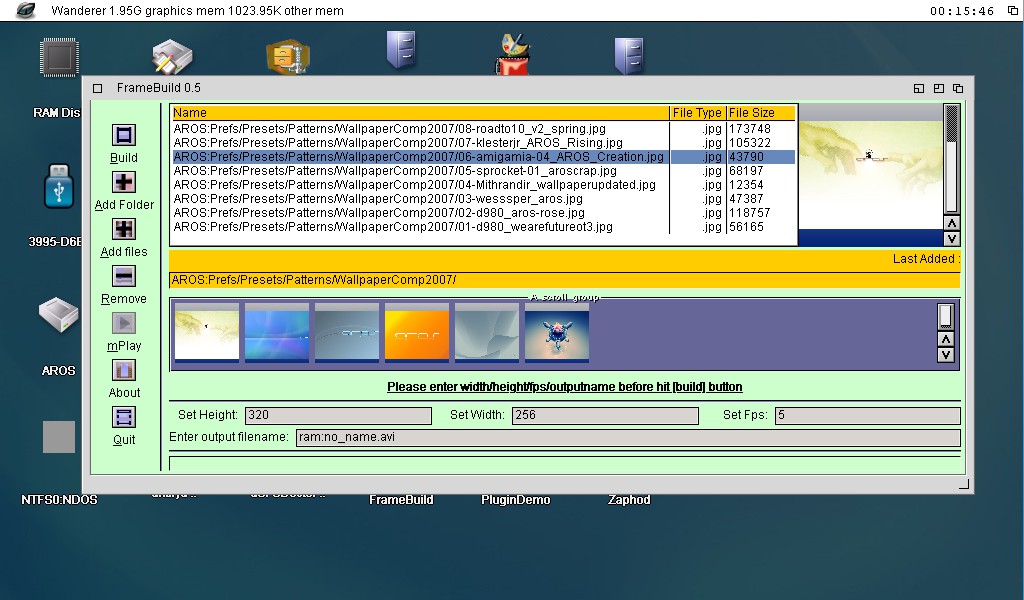 Wanderer 1.95G graphics mem 1023.95K other mem 00:15:46
FrameBuild 0.5
RAM Dis
3995-D6E
AROS
NTFS0:NDOS
Build
Add Folder
Add files
Remove
mPlay
About
Quit
Name File Type File Size
AROS:Prefs/Presets/Patterns/WallpaperComp2007/08-roadto10_v2_spring.jpg .jpg 173748
AROS:Prefs/Presets/Patterns/WallpaperComp2007/07-klesterjr_AROS_Rising.jpg .jpg 105322
AROS:Prefs/Presets/Patterns/WallpaperComp2007/06-amigamia-04_AROS_Creation.jpg .jpg 43790
AROS:Prefs/Presets/Patterns/WallpaperComp2007/05-sprocket-01_aroscrap.jpg .jpg 68197
AROS:Prefs/Presets/Patterns/WallpaperComp2007/04-Mithrandir_wallpaperupdated.jpg .jpg 12354
AROS:Prefs/Presets/Patterns/WallpaperComp2007/03-wesssper_aros.jpg .jpg 47387
AROS:Prefs/Presets/Patterns/WallpaperComp2007/02-d980_aros-rose.jpg .jpg 118757
AROS:Prefs/Presets/Patterns/WallpaperComp2007/01-d980_wearefutureot3.jpg .jpg 56165
Last Added :
AROS:Prefs/Presets/Patterns/WallpaperComp2007/
A scroll group
Please enter width/height/fps/outputname before hit [build] button
Set Height: 320 Set Width: 256 Set Fps: 5
Enter output filename: ram:no_name.avi
FrameBuild
PluginDemo
Zaphod